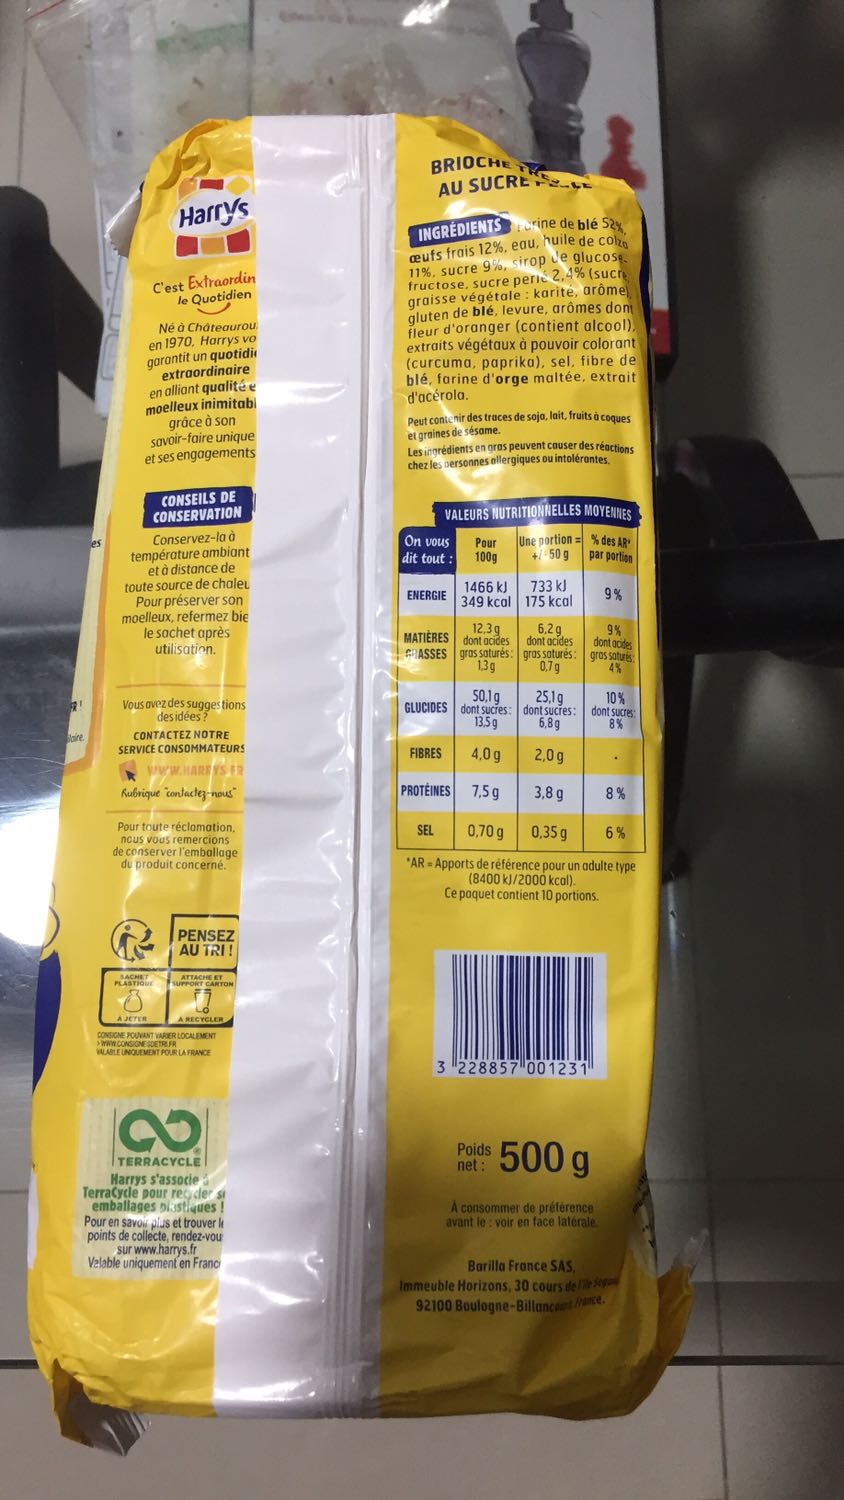 Harrys
C'est Extraordin
le Quotidien
Né à Châteaurou
en 1970, Harrys vo
garantit un quotidi
extraordinaire
en alliant qualité e
moelleux inimitabl
grâce à son
savoir-faire unique
et ses engagements
CONSEILS DE
CONSERVATION
Conservez-la à
température ambiant
et à distance de
toute source de chaleu
Pour préserver son
moelleux, refermez bie
le sachet après
utilisation.
Vous avez des suggestions
des idées ?
CONTACTEZ NOTRE
SERVICE CONSOMMATEURS
WWW.HARRYS.FR
Rubrique "contactez-nous"
Pour toute réclamation,
nous vous remercions
de conserver l'emballage
du produit concerné.
PENSEZ
AU TRI !
SACHET
PLASTIQUE
À JETER
ATTACHE ET
SUPPORT CARTON
À RECYCLER
CONSIGNE POUVANT VARIER LOCALEMENT
> WWW.CONSIGNESDETRI.FR
VALABLE UNIQUEMENT POUR LA FRANCE
TERRACYCLE
Harrys s'associe à
TerraCycle pour recycler se
emballages plastiques !
Pour en savoir plus et trouver le
points de collecte, rendez-vous
sur www.harrys.fr
Valable uniquement en France
es
FR !
laire.
BRIOCHE
AU SUCRE
INGRÉDIENTS : farine de blé 52%,
œufs frais 12%, eau, huile de colza
11%, sucre 9%, sirop de glucose-
fructose, sucre perlé 2,4% (sucre,
graisse végétale : karité, arôme),
gluten de blé, levure, arômes dont
fleur d'oranger (contient alcool),
extraits végétaux à pouvoir colorant
(curcuma, paprika), sel, fibre de
blé, farine d'orge maltée, extrait
d'acérola.
Peut contenir des traces de soja, lait, fruits à coques
et graines de sésame.
Les ingrédients en gras peuvent causer des réactions
chez les personnes allergiques ou intolérantes.
VALEURS NUTRITIONNELLES MOYENNES
On vous dit tout : Pour 100g Une portion = +/- 50 g % des AR* par portion
ENERGIE 1466 kJ 349 kcal 733 kJ 175 kcal 9 %
MATIÈRES GRASSES 12,3 g dont acides gras saturés : 1,3 g 6,2 g dont acides gras saturés : 0,7 g 9 % dont acides gras saturés : 4 %
GLUCIDES 50,1 g dont sucres : 13,5 g 25,1 g dont sucres : 6,8 g 10 % dont sucres : 8 %
FIBRES 4,0 g 2,0 g -
PROTÉINES 7,5 g 3,8 g 8 %
SEL 0,70 g 0,35 g 6 %
*AR = Apports de référence pour un adulte type
(8400 kJ/2000 kcal).
Ce paquet contient 10 portions.
3 228857 001231
Poids net : 500 g
À consommer de préférence
avant le : voir en face latérale.
Barilla France SAS,
Immeuble Horizons, 30 cours de l'île Seguin
92100 Boulogne-Billancourt France.